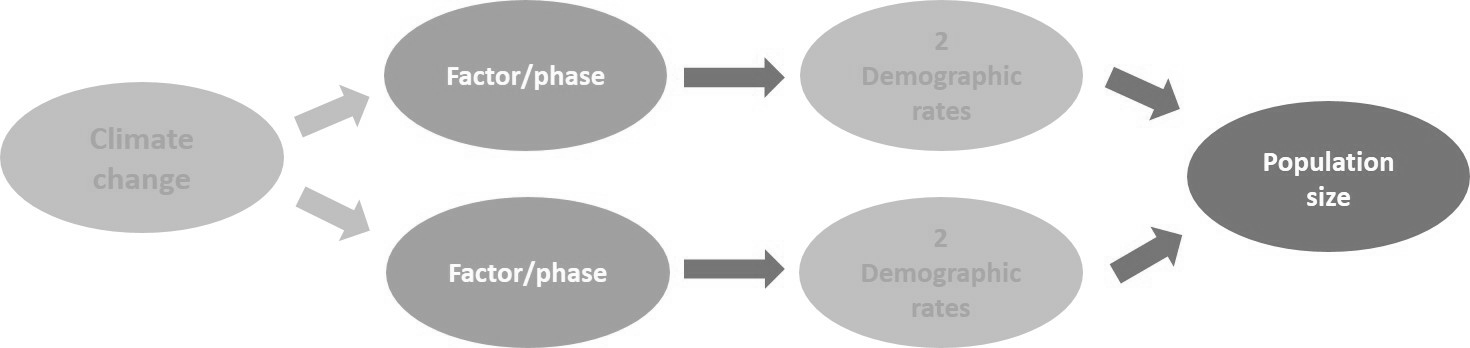 Climate
change
Factor/phase
2
Demographic
rates
Factor/phase
2
Demographic
rates
Population
size